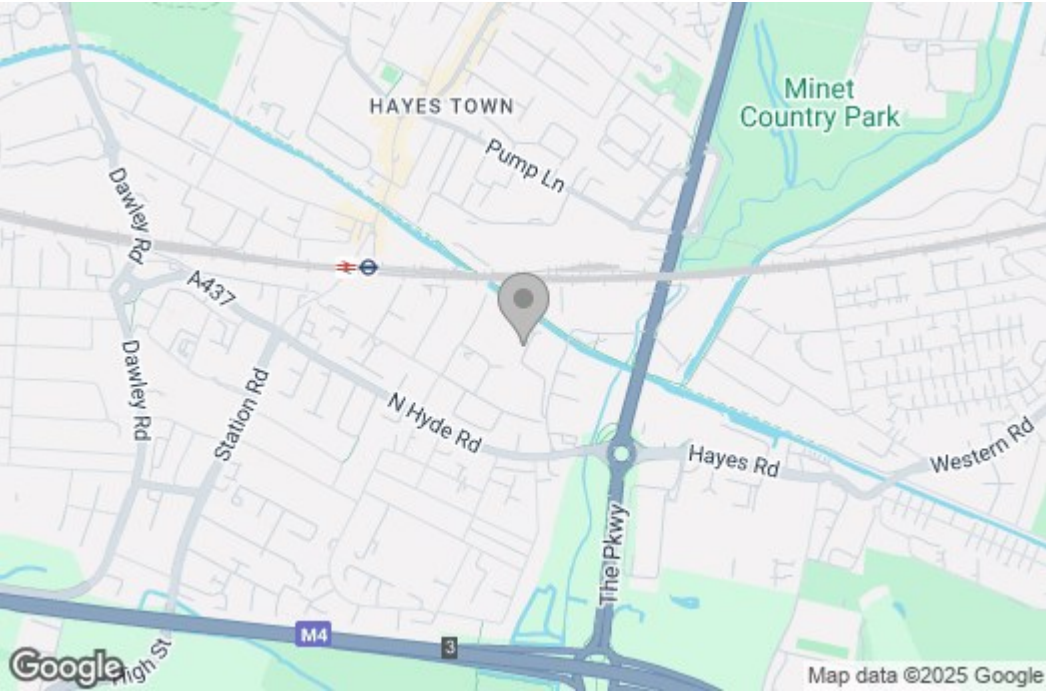 HAYES TOWN
Minet
Country Park
Pump Ln
Dawley Rd
A437
Dawley Rd
Station Rd
N Hyde Rd
Hayes Rd
Western Rd
The Pkwy
M4
3
High St
Google
Map data ©2025 Google